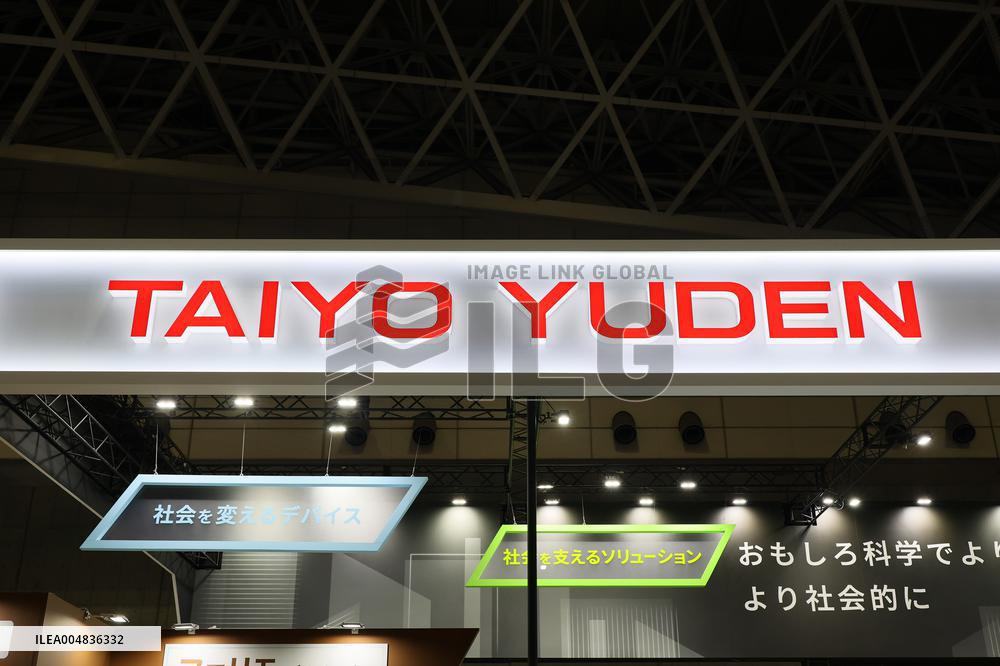 IMAGE LINK GLOBAL
TAIYO YUDEN
ILG
社会を変えるデバイス
社会を支えるソリューション
おもしろ科学でより
より社会的に
ILEA004836332